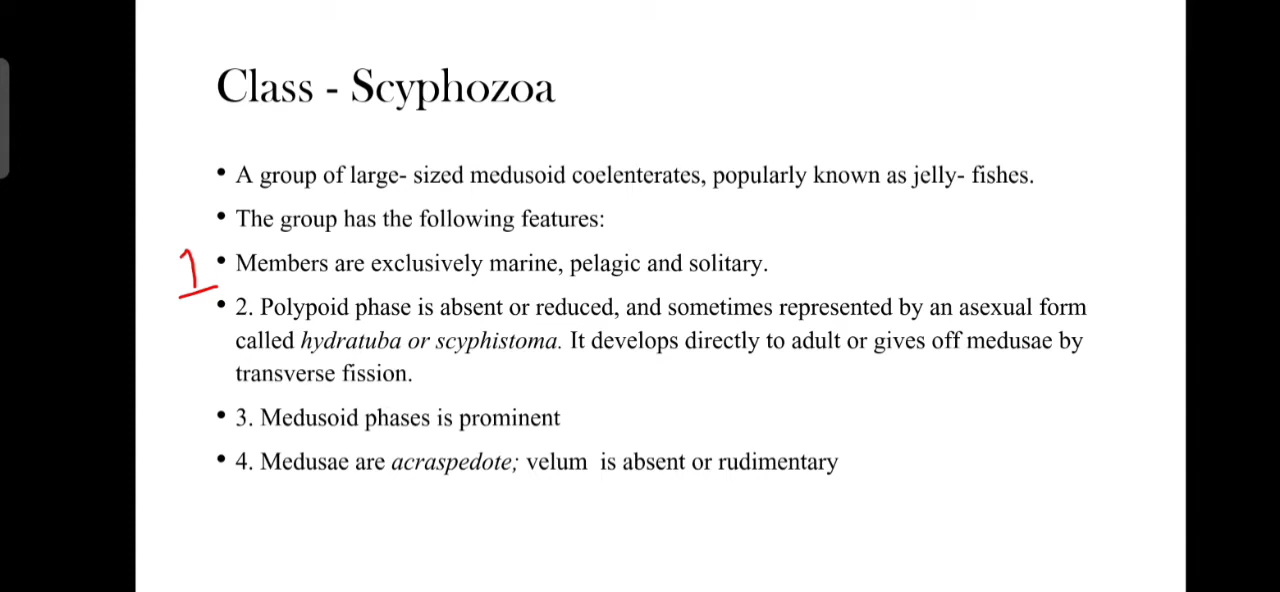 Class - Scyphozoa
• A group of large- sized medusoid coelenterates, popularly known as jelly- fishes.
• The group has the following features:
1 • Members are exclusively marine, pelagic and solitary.
• 2. Polypoid phase is absent or reduced, and sometimes represented by an asexual form
called hydratuba or scyphistoma. It develops directly to adult or gives off medusae by
transverse fission.
• 3. Medusoid phases is prominent
• 4. Medusae are acraspedote; velum is absent or rudimentary